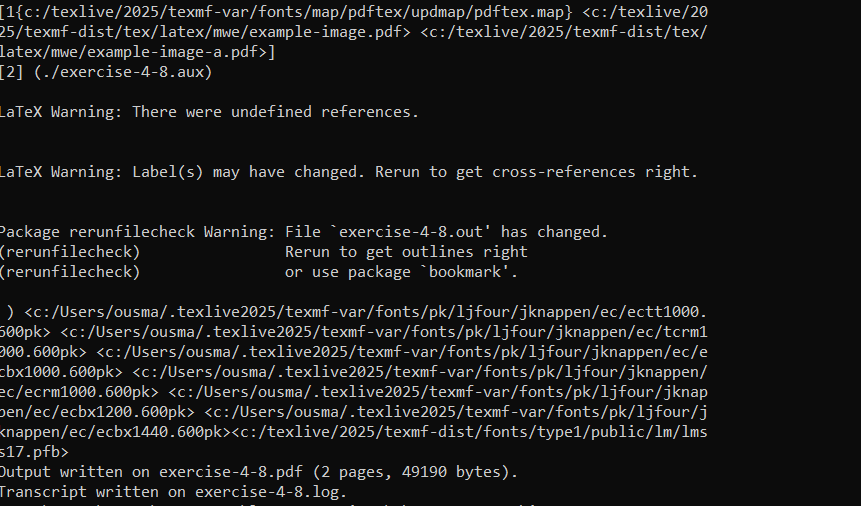 [1{c:/texlive/2025/texmf-var/fonts/map/pdftex/updmap/pdftex.map} <c:/texlive/20
25/texmf-dist/tex/latex/mwe/example-image.pdf> <c:/texlive/2025/texmf-dist/tex/
latex/mwe/example-image-a.pdf>]
[2] (./exercise-4-8.aux)
LaTeX Warning: There were undefined references.
LaTeX Warning: Label(s) may have changed. Rerun to get cross-references right.
Package rerunfilecheck Warning: File `exercise-4-8.out' has changed.
(rerunfilecheck)                Rerun to get outlines right
(rerunfilecheck)                or use package `bookmark'.
 ) <c:/Users/ousma/.texlive2025/texmf-var/fonts/pk/ljfour/jknappen/ec/ectt1000.
600pk> <c:/Users/ousma/.texlive2025/texmf-var/fonts/pk/ljfour/jknappen/ec/tcrm1
000.600pk> <c:/Users/ousma/.texlive2025/texmf-var/fonts/pk/ljfour/jknappen/ec/e
cbx1000.600pk> <c:/Users/ousma/.texlive2025/texmf-var/fonts/pk/ljfour/jknappen/
ec/ecrm1000.600pk> <c:/Users/ousma/.texlive2025/texmf-var/fonts/pk/ljfour/jknap
pen/ec/ecbx1200.600pk> <c:/Users/ousma/.texlive2025/texmf-var/fonts/pk/ljfour/j
knappen/ec/ecbx1440.600pk><c:/texlive/2025/texmf-dist/fonts/type1/public/lm/lms
s17.pfb>
Output written on exercise-4-8.pdf (2 pages, 49190 bytes).
Transcript written on exercise-4-8.log.